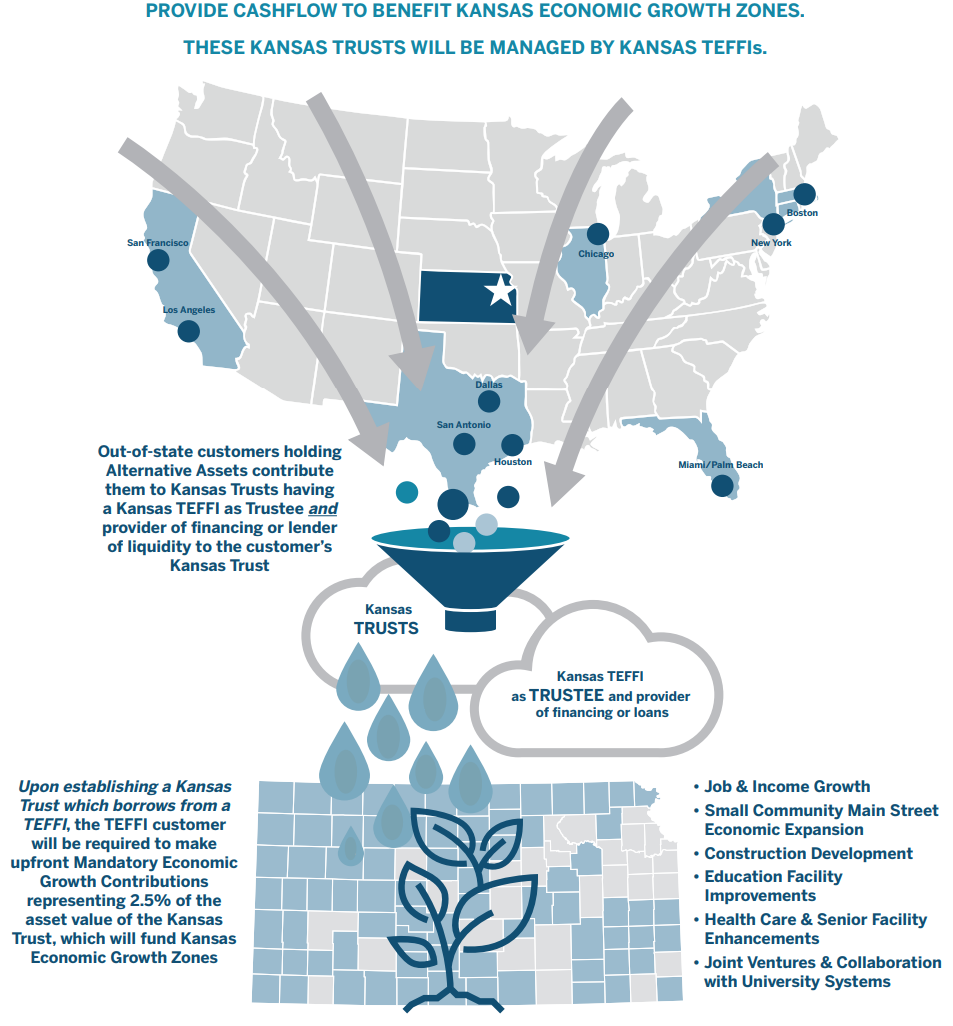 PROVIDE CASHFLOW TO BENEFIT KANSAS ECONOMIC GROWTH ZONES.
THESE KANSAS TRUSTS WILL BE MANAGED BY KANSAS TEFFIs.
Boston
New York
San Francisco
Chicago
Los Angeles
Dallas
San Antonio
Houston
Miami/Palm Beach
Out-of-state customers holding
Alternative Assets contribute
them to Kansas Trusts having
a Kansas TEFFI as Trustee and
provider of financing or lender
of liquidity to the customer’s
Kansas Trust
Kansas
TRUSTS
Kansas TEFFI
as TRUSTEE and provider
of financing or loans
Upon establishing a Kansas
Trust which borrows from a
TEFFI, the TEFFI customer
will be required to make
upfront Mandatory Economic
Growth Contributions
representing 2.5% of the
asset value of the Kansas
Trust, which will fund Kansas
Economic Growth Zones
• Job & Income Growth
• Small Community Main Street
Economic Expansion
• Construction Development
• Education Facility
Improvements
• Health Care & Senior Facility
Enhancements
• Joint Ventures & Collaboration
with University Systems